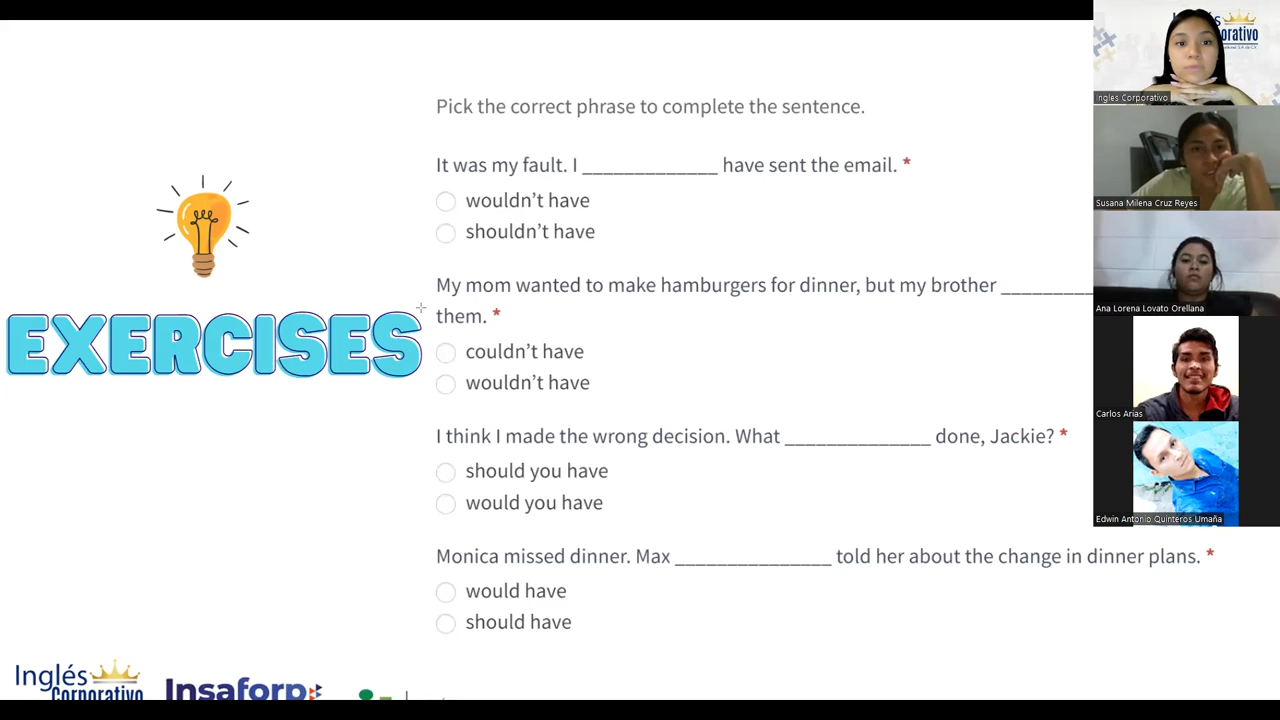 Pick the correct phrase to complete the sentence.
It was my fault. I _____________ have sent the email. *
wouldn't have
shouldn't have
My mom wanted to make hamburgers for dinner, but my brother _________
them. *
couldn't have
wouldn't have
I think I made the wrong decision. What ______________ done, Jackie? *
should you have
would you have
Monica missed dinner. Max _______________ told her about the change in dinner plans. *
would have
should have
EXERCISES
Inglés
Corporativo
Insaforp
Ingles Corporativo
Susana Milena Cruz Reyes
Ana Lorena Lovato Orellana
Carlos Arias
Edwin Antonio Quinteros Umaña